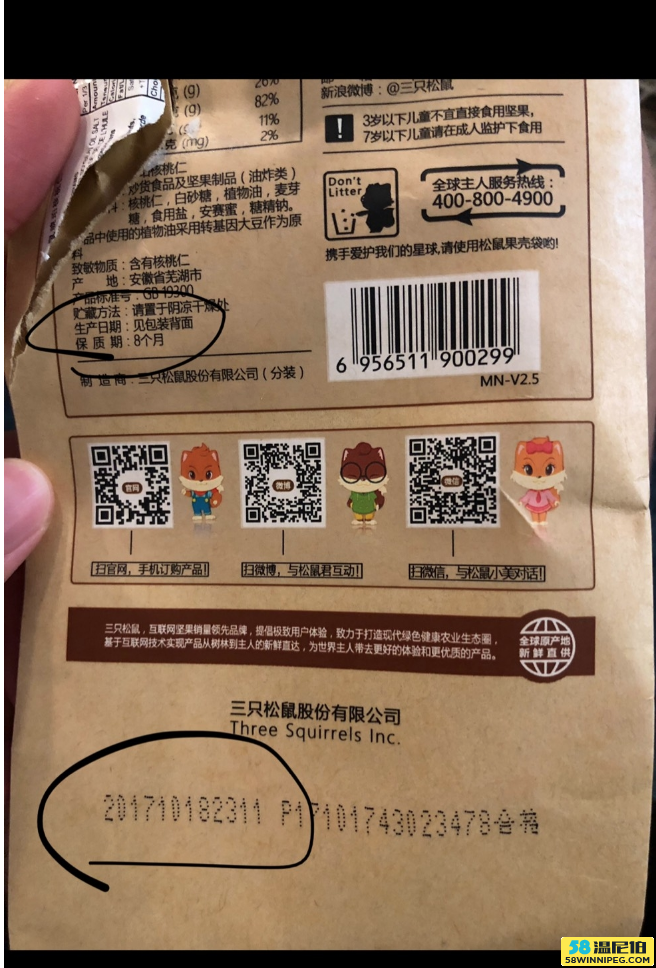 26%
(g) 82%
(g) 11%
克 (mg) 2%
核桃仁
炒货食品及坚果制品（油炸类）
核桃仁，白砂糖，植物油，麦芽
糖，食用盐，安赛蜜，糖精钠。
品中使用的植物油采用转基因大豆作为原
料
致敏物质：含有核桃仁
产 地：安徽省芜湖市
产品标准号：GB 19300
贮藏方法：请置于阴凉干燥处
生产日期：见包装背面
保 质 期：8个月
制 造 商：三只松鼠股份有限公司（分装）
新浪微博：@三只松鼠
3岁以下儿童不宜直接食用坚果，
7岁以下儿童请在成人监护下食用
Don't
Litter
全球主人服务热线：
400-800-4900
携手爱护我们的星球,请使用松鼠果壳袋哟!
6 956511 900299
MN-V2.5
官网
微博
微信
扫官网，手机订购产品!
扫微博，与松鼠君互动!
扫微信，与松鼠小美对话!
三只松鼠，互联网坚果销量领先品牌，提倡极致用户体验，致力于打造现代绿色健康农业生态圈，
基于互联网技术实现产品从树林到主人的新鲜直达，为世界主人带去更好的体验和更优质的产品。
全球原产地
新鲜直供
三只松鼠股份有限公司
Three Squirrels Inc.
201710182311 P17101743023478合格
58温尼伯
58WINNIPEG.COM